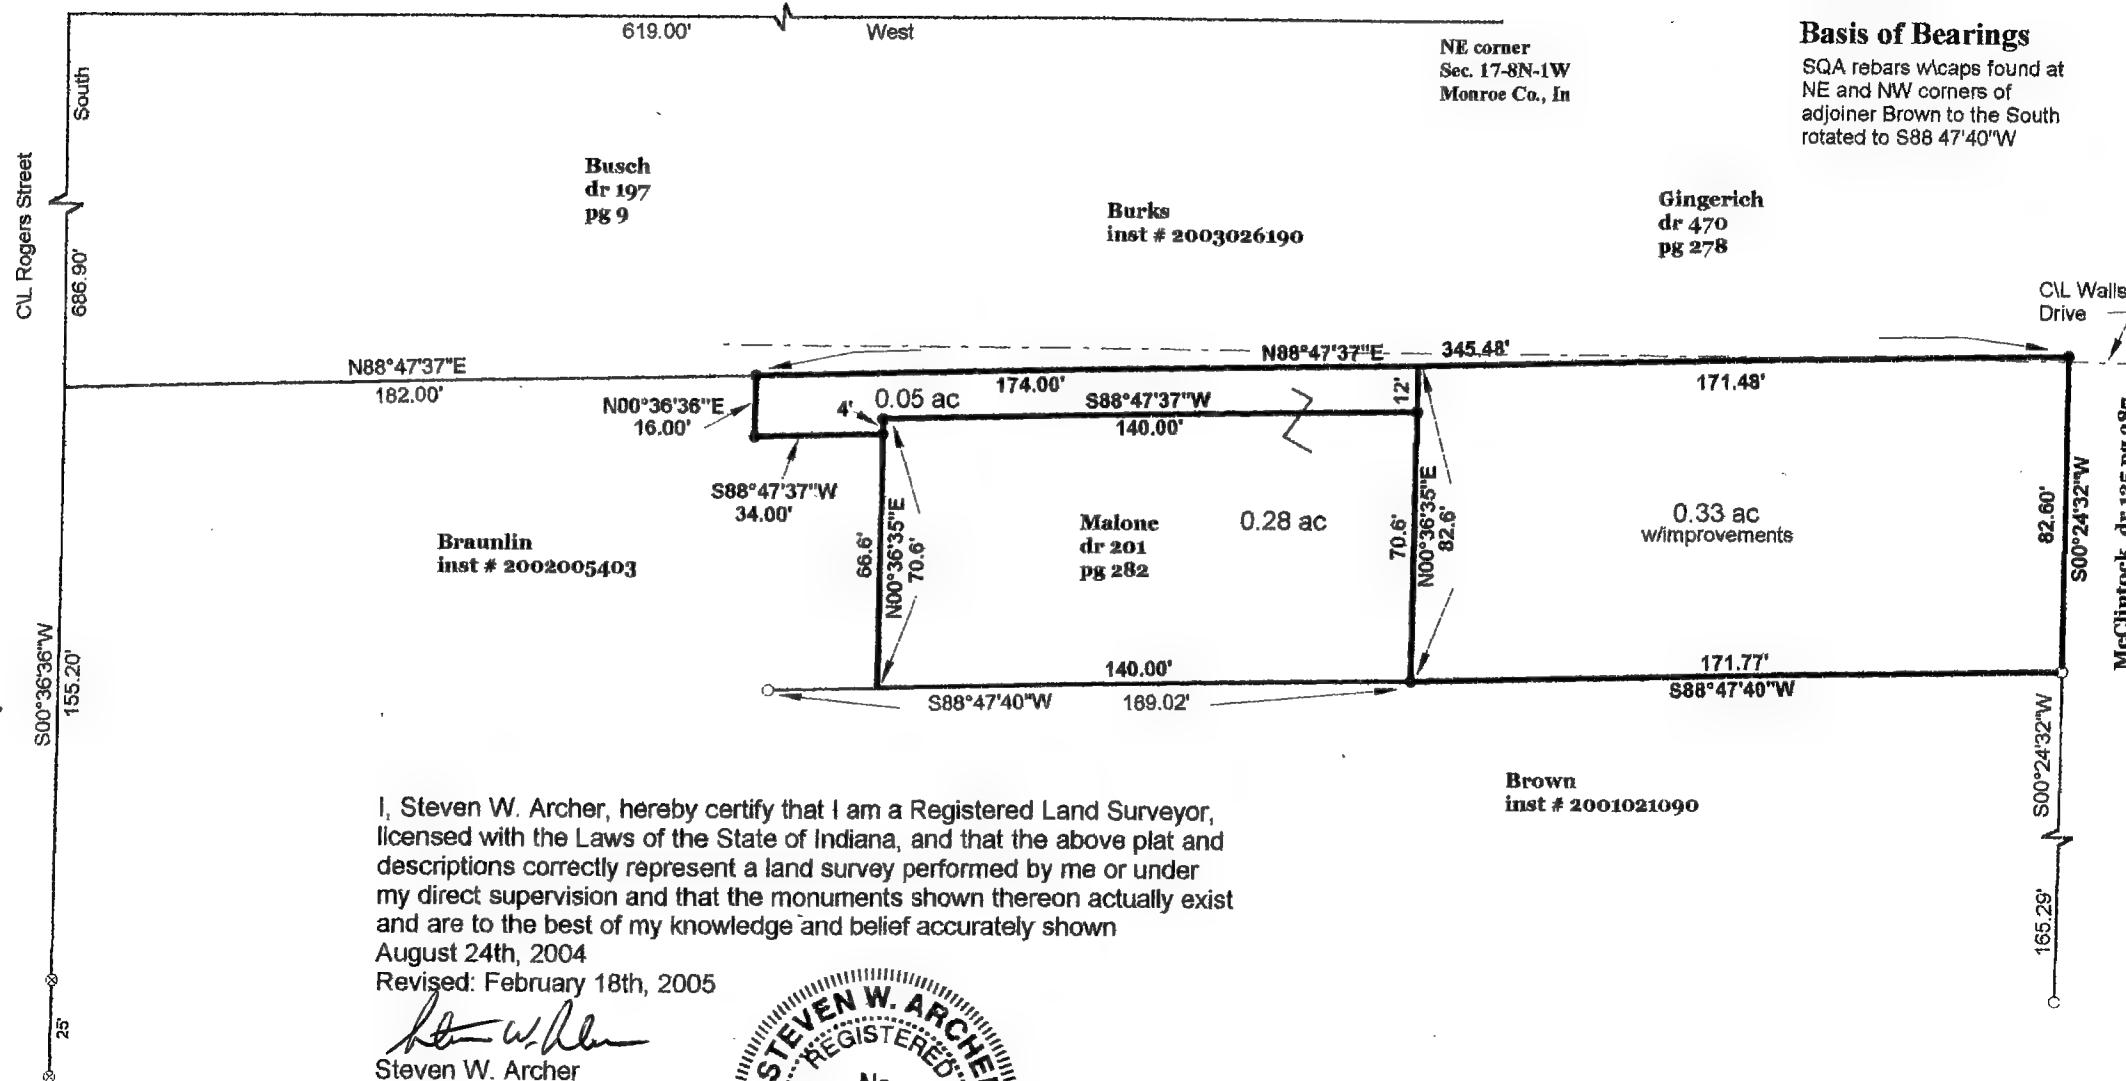 619.00'
West
South
C\L Rogers Street
686.90'
NE corner
Sec. 17-8N-1W
Monroe Co., In
Basis of Bearings
SQA rebars w\caps found at
NE and NW corners of
adjoiner Brown to the South
rotated to S88 47'40"W
Busch
dr 197
pg 9
Burks
inst # 2003026190
Gingerich
dr 470
pg 278
C\L Walls
Drive
N88°47'37"E
182.00'
N88°47'37"E
345.48'
174.00'
171.48'
N00°36'36"E
16.00'
4'
0.05 ac
S88°47'37"W
140.00'
12'
S88°47'37"W
34.00'
66.6'
N00°36'35"E
70.6'
Malone
dr 201
pg 282
0.28 ac
70.6'
N00°36'35"E
82.6'
0.33 ac
w/improvements
82.60'
S00°24'32"W
McClintock, dr 135
Braunlin
inst # 2002005403
S00°36'36"W
155.20'
140.00'
S88°47'40"W
169.02'
171.77'
S88°47'40"W
S00°24'32"W
165.29'
Brown
inst # 2001021090
I, Steven W. Archer, hereby certify that I am a Registered Land Surveyor,
licensed with the Laws of the State of Indiana, and that the above plat and
descriptions correctly represent a land survey performed by me or under
my direct supervision and that the monuments shown thereon actually exist
and are to the best of my knowledge and belief accurately shown
August 24th, 2004
Revised: February 18th, 2005
25'
Steven W. Archer
STEVEN W. ARCHER
REGISTERED
No